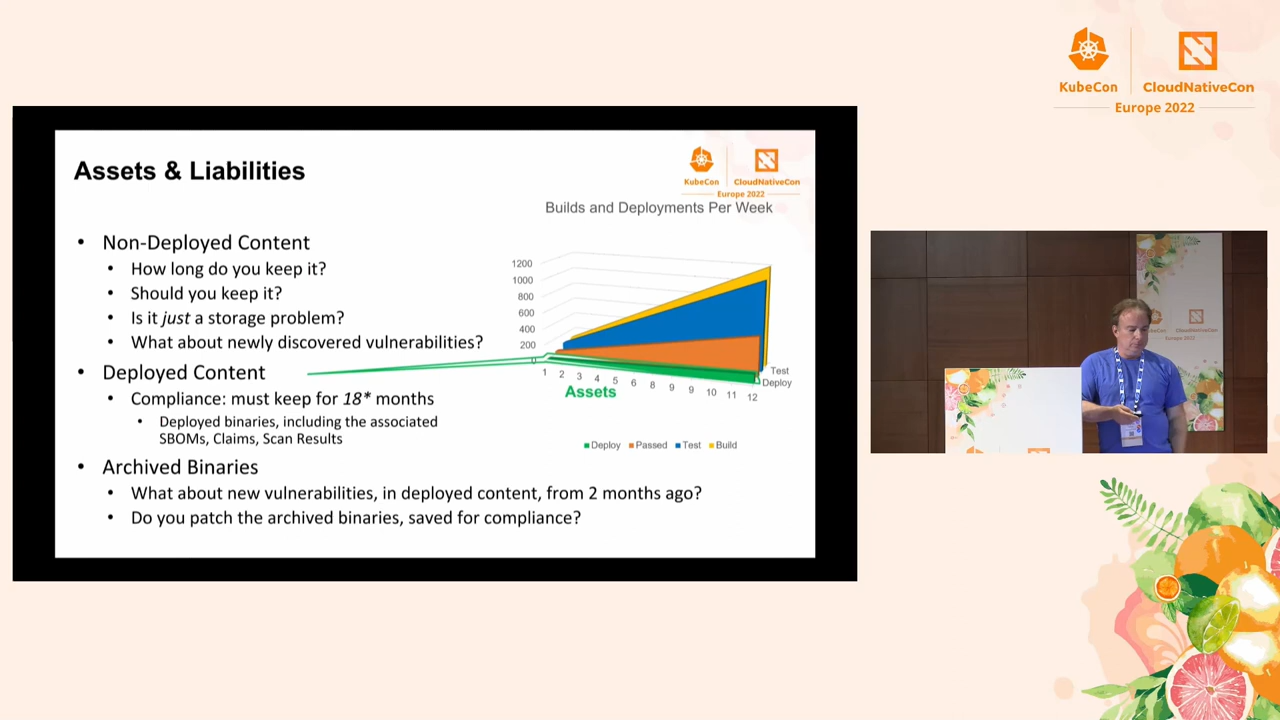 KubeCon
CloudNativeCon
Europe 2022
Assets & Liabilities
KubeCon
CloudNativeCon
Europe 2022
Builds and Deployments Per Week
• Non-Deployed Content
• How long do you keep it?
• Should you keep it?
• Is it just a storage problem?
• What about newly discovered vulnerabilities?
• Deployed Content
• Compliance: must keep for 18* months
• Deployed binaries, including the associated
SBOMs, Claims, Scan Results
• Archived Binaries
• What about new vulnerabilities, in deployed content, from 2 months ago?
• Do you patch the archived binaries, saved for compliance?
1200
1000
800
600
400
200
0
1 2 3 4 5 6 8 9 9 10 11 12
Test
Deploy
Assets
Deploy Passed Test Build